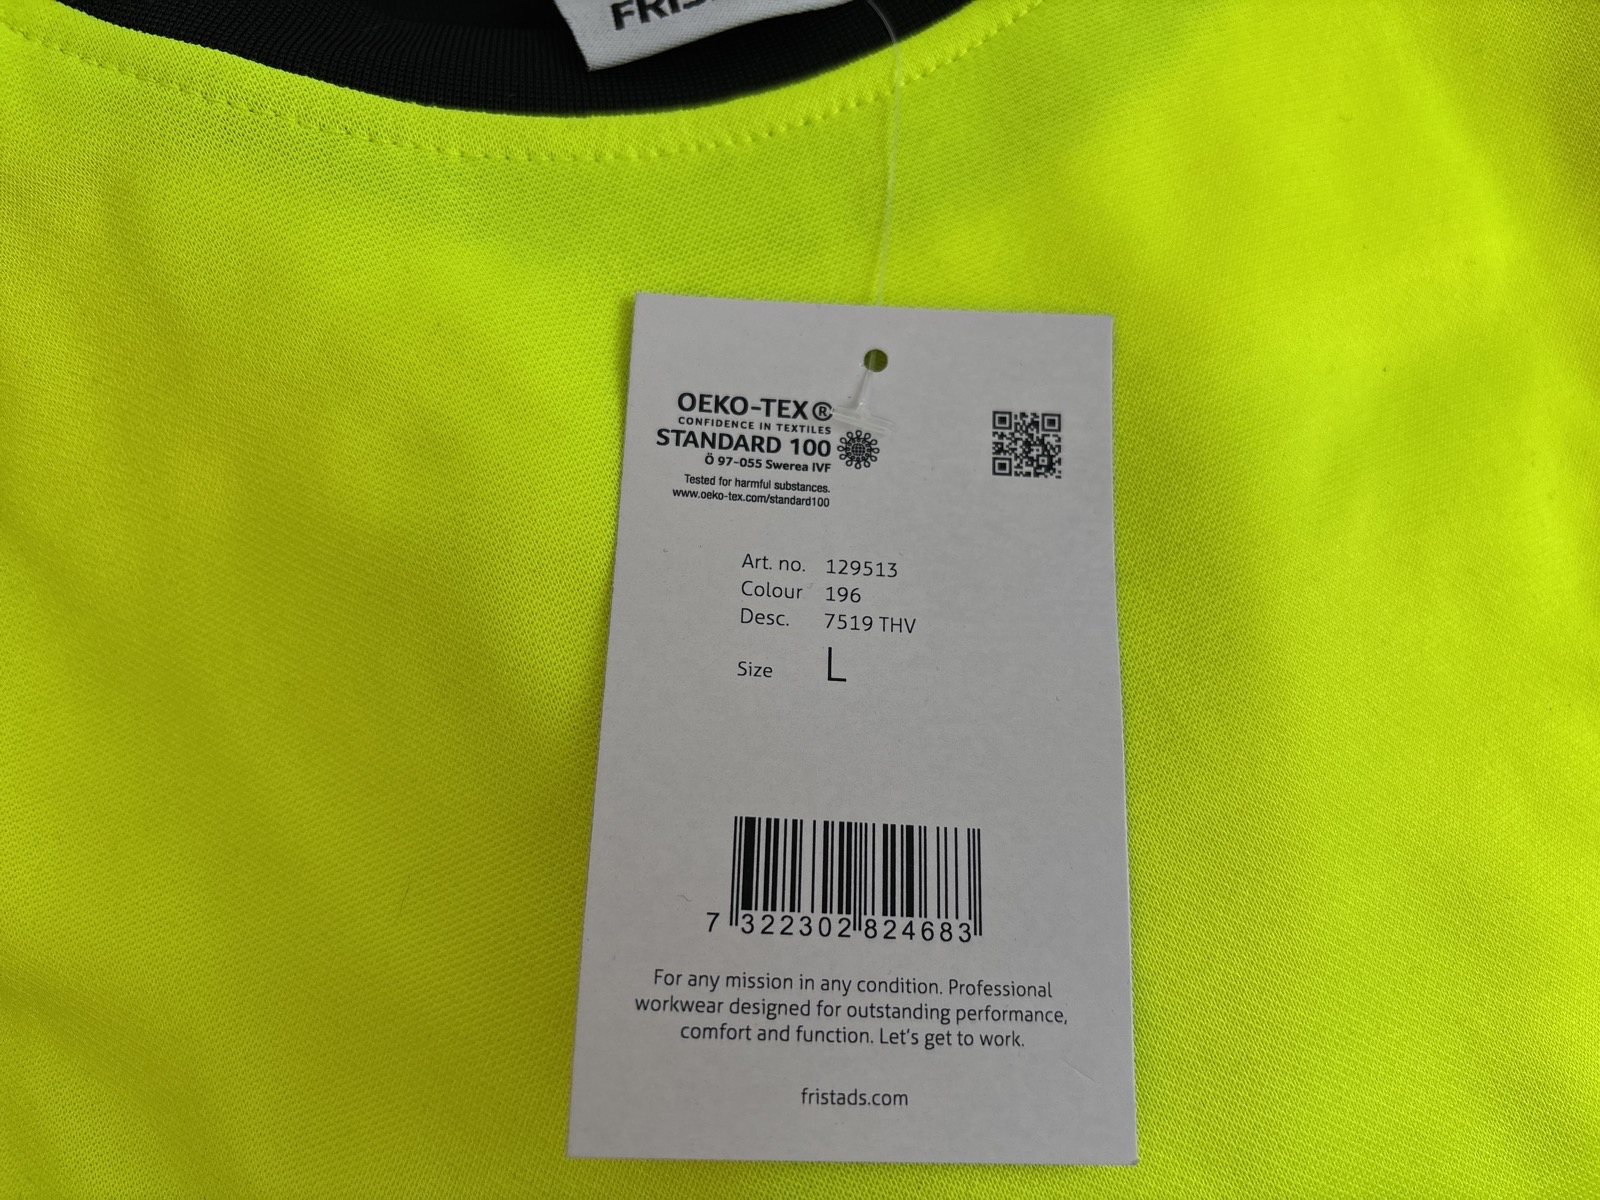 OEKO-TEX®
CONFIDENCE IN TEXTILES
STANDARD 100
Ö 97-055 Swerea IVF
Tested for harmful substances.
www.oeko-tex.com/standard100
Art. no. 129513
Colour 196
Desc. 7519 THV
Size L
7 322302 824683
For any mission in any condition. Professional
workwear designed for outstanding performance,
comfort and function. Let's get to work.
fristads.com